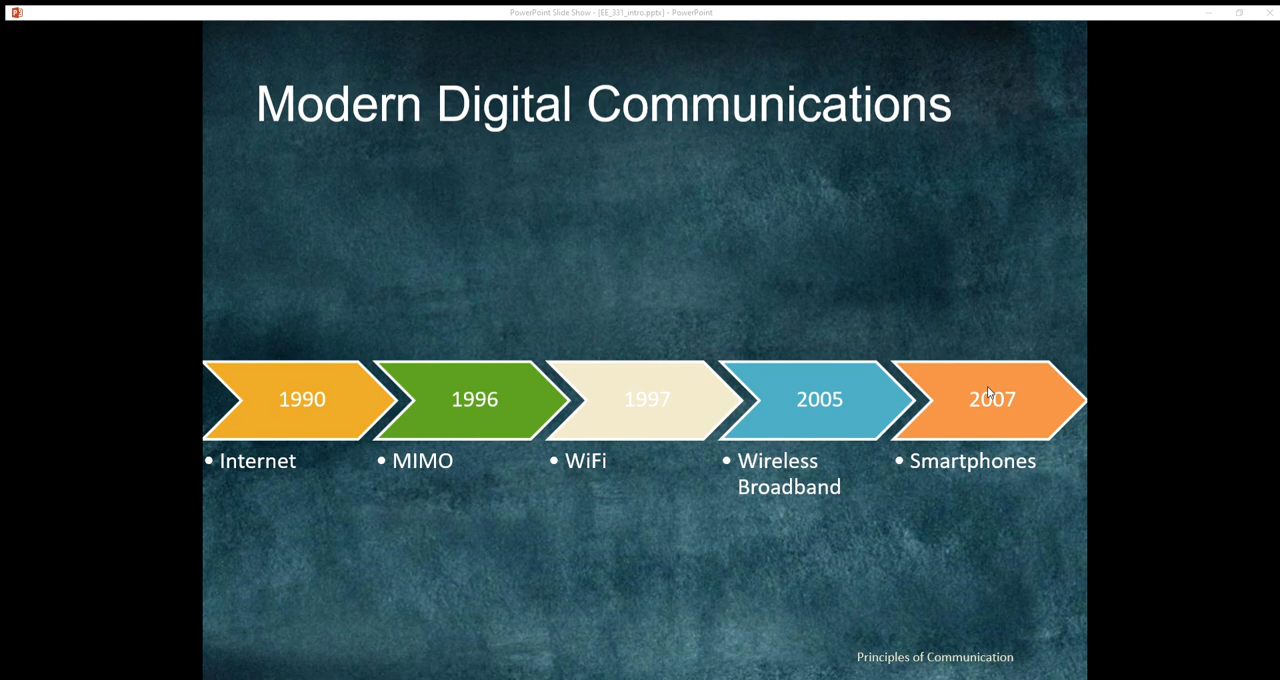 PowerPoint Slide Show - [EE_331_intro.pptx] - PowerPoint
Modern Digital Communications
1990
1996
1997
2005
2007
• Internet
• MIMO
• WiFi
• Wireless
Broadband
• Smartphones
Principles of Communication